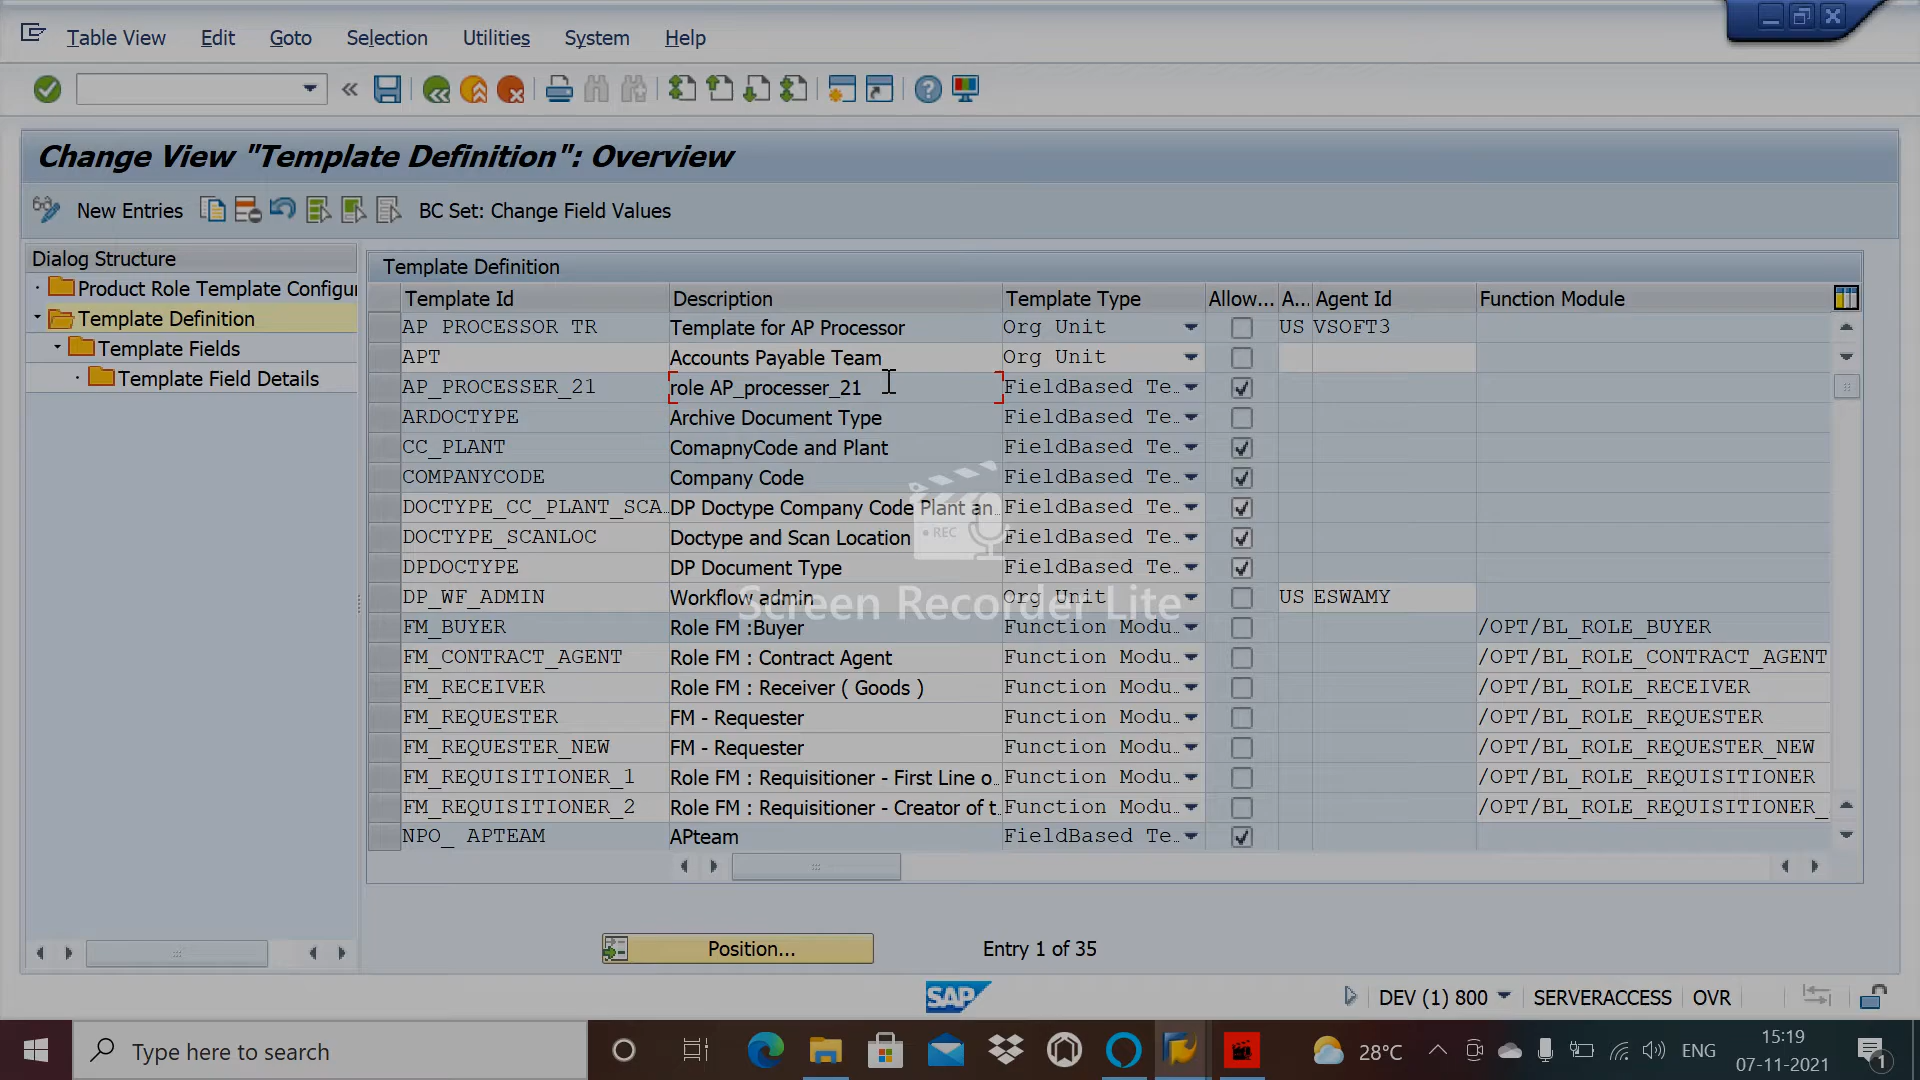 Table View Edit Goto Selection Utilities System Help
Change View "Template Definition": Overview
New Entries BC Set: Change Field Values
Dialog Structure
Product Role Template Configur
Template Definition
Template Fields
Template Field Details
Template Definition
Template Id Description Template Type Allow... A... Agent Id Function Module
AP PROCESSOR TR Template for AP Processor Org Unit US VSOFT3
APT Accounts Payable Team Org Unit
AP_PROCESSER_21 role AP_processer_21 FieldBased Te…
ARDOCTYPE Archive Document Type FieldBased Te…
CC_PLANT ComapnyCode and Plant FieldBased Te…
COMPANYCODE Company Code FieldBased Te…
DOCTYPE_CC_PLANT_SCA… DP Doctype Company Code Plant an… FieldBased Te…
DOCTYPE_SCANLOC Doctype and Scan Location FieldBased Te…
DPDOCTYPE DP Document Type FieldBased Te…
DP_WF_ADMIN Workflow admin Org Unit US ESWAMY
FM_BUYER Role FM :Buyer Function Modu… /OPT/BL_ROLE_BUYER
FM_CONTRACT_AGENT Role FM : Contract Agent Function Modu… /OPT/BL_ROLE_CONTRACT_AGENT
FM_RECEIVER Role FM : Receiver ( Goods ) Function Modu… /OPT/BL_ROLE_RECEIVER
FM_REQUESTER FM - Requester Function Modu… /OPT/BL_ROLE_REQUESTER
FM_REQUESTER_NEW FM - Requester Function Modu… /OPT/BL_ROLE_REQUESTER_NEW
FM_REQUISITIONER_1 Role FM : Requisitioner - First Line o… Function Modu… /OPT/BL_ROLE_REQUISITIONER
FM_REQUISITIONER_2 Role FM : Requisitioner - Creator of t… Function Modu… /OPT/BL_ROLE_REQUISITIONER_
NPO_ APTEAM APteam FieldBased Te…
• REC
Screen Recorder Lite
Position... Entry 1 of 35
SAP DEV (1) 800 SERVERACCESS OVR
Type here to search 28°C ENG 15:19
07-11-2021
1